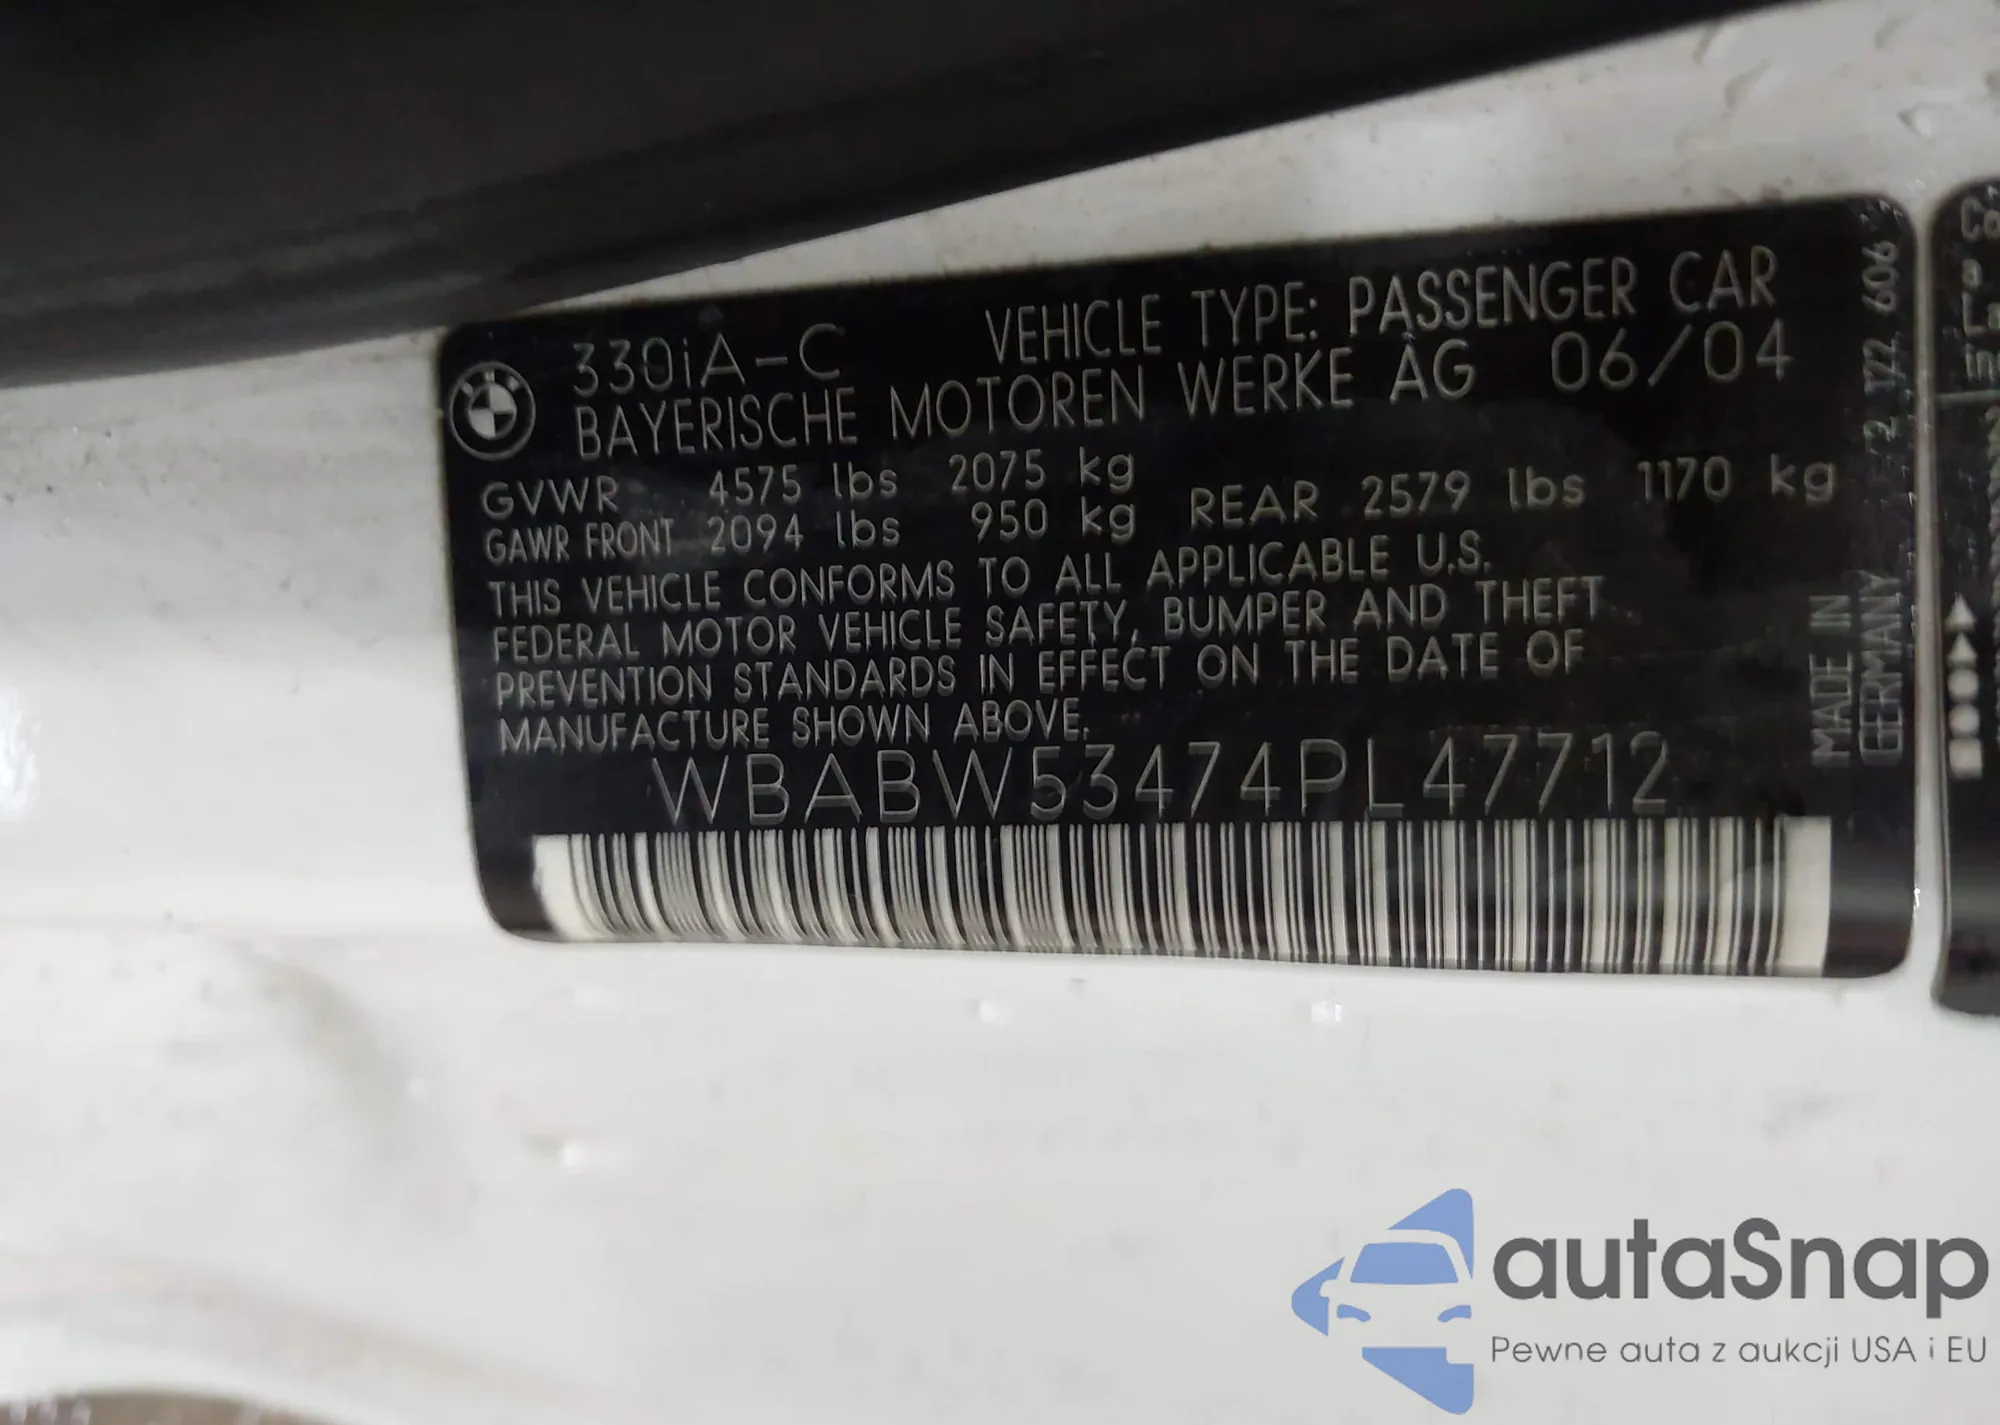 330iA-C VEHICLE TYPE: PASSENGER CAR
BAYERISCHE MOTOREN WERKE AG 06/04
GVWR 4575 lbs 2075 kg
GAWR FRONT 2094 lbs 950 kg REAR 2579 lbs 1170 kg
THIS VEHICLE CONFORMS TO ALL APPLICABLE U.S.
FEDERAL MOTOR VEHICLE SAFETY, BUMPER AND THEFT
PREVENTION STANDARDS IN EFFECT ON THE DATE OF
MANUFACTURE SHOWN ABOVE.
WBABW53474PL47712
MADE IN
GERMANY
autaSnap
Pewne auta z aukcji USA i EU